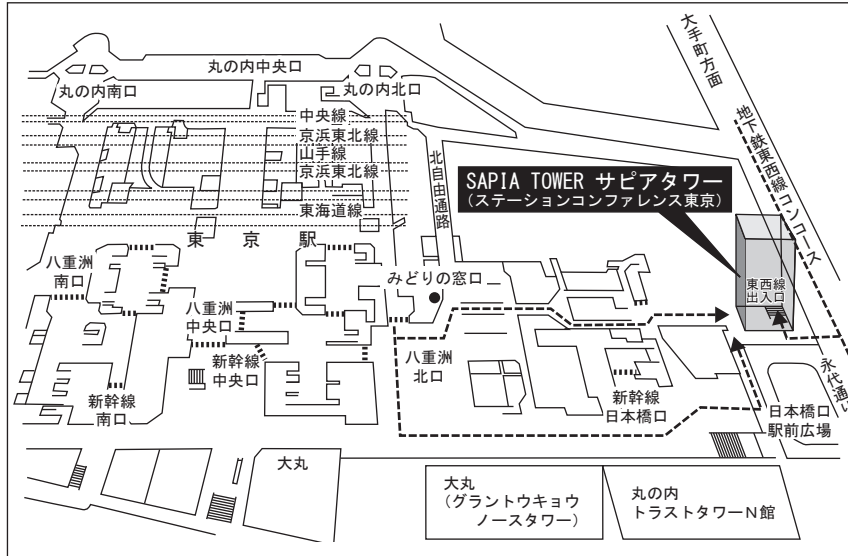 丸の内中央口
丸の内南口
丸の内北口
大手町方面
中央線
京浜東北線
山手線
京浜東北線
東海道線
北自由通路
地下鉄東西線コンコース
SAPIA TOWER サピアタワー
(ステーションコンファレンス東京)
東京駅
八重洲
南口
八重洲
中央口
みどりの窓口
東西線
出入口
新幹線
南口
新幹線
中央口
八重洲
北口
新幹線
日本橋口
永代通り
日本橋口
駅前広場
大丸
大丸
(グラントウキョウ
ノースタワー)
丸の内
トラストタワーN館